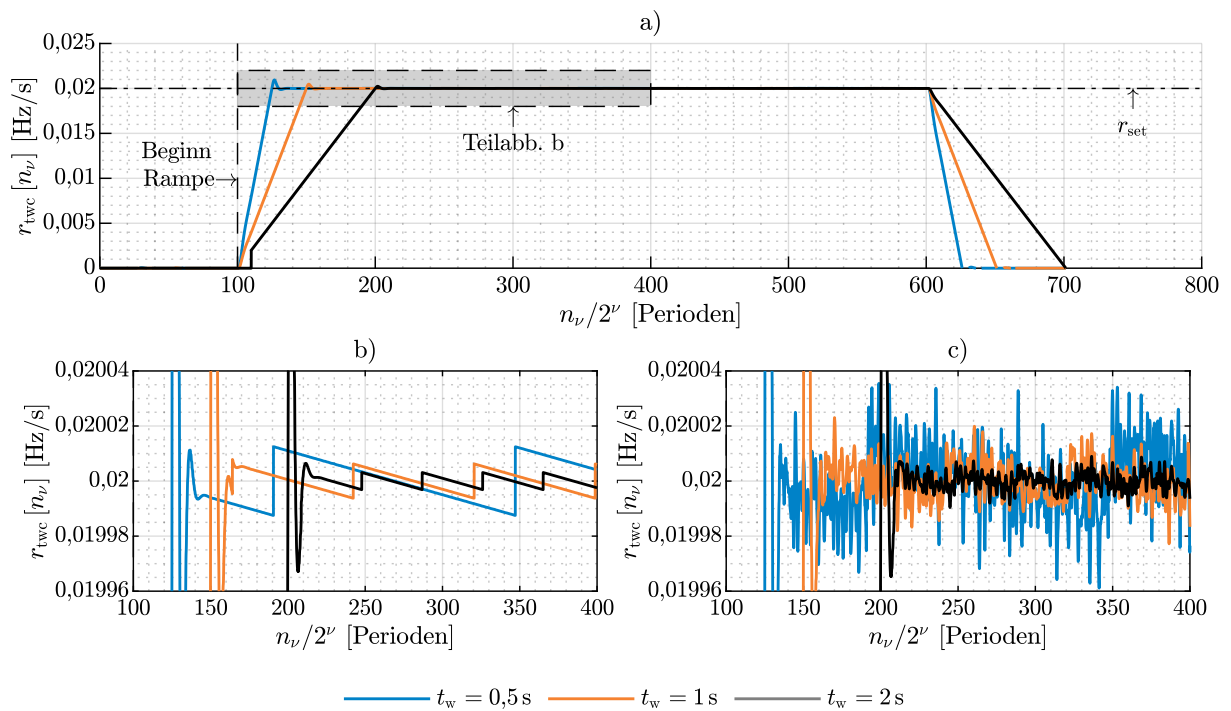 a)
0,025
0,02
0,015
0,01
0,005
0
r_twc [n_ν] [Hz/s]
Beginn
Rampe→
Teilabb. b
r_set
0 100 200 300 400 500 600 700 800
n_ν/2^ν [Perioden]
b)
0,02004
0,02002
0,02
0,01998
0,01996
r_twc [n_ν] [Hz/s]
100 150 200 250 300 350 400
n_ν/2^ν [Perioden]
c)
0,02004
0,02002
0,02
0,01998
0,01996
r_twc [n_ν] [Hz/s]
100 150 200 250 300 350 400
n_ν/2^ν [Perioden]
t_w = 0,5 s t_w = 1 s t_w = 2 s